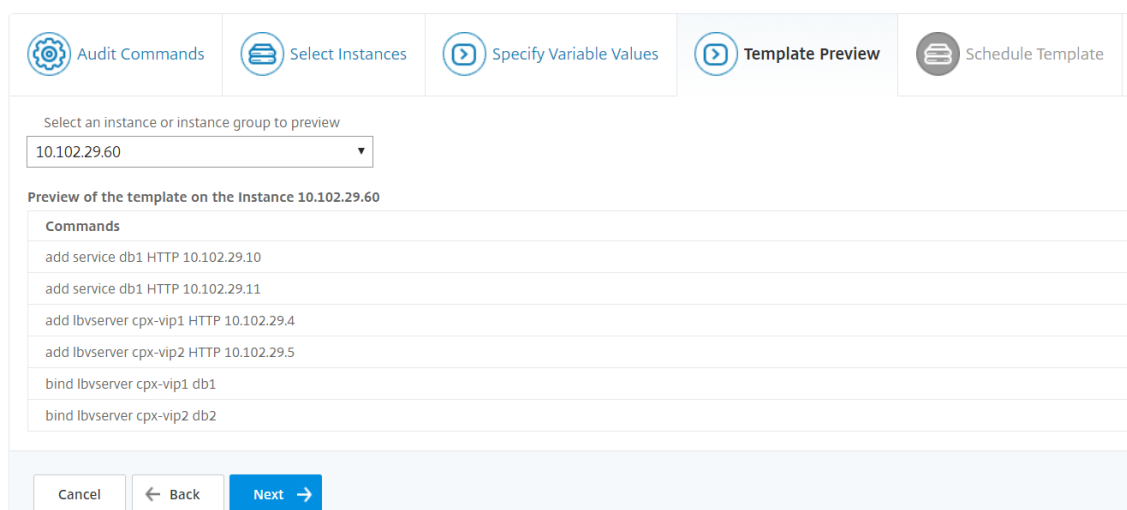 Audit Commands
Select Instances
Specify Variable Values
Template Preview
Schedule Template
Select an instance or instance group to preview
10.102.29.60
Preview of the template on the Instance 10.102.29.60
Commands
add service db1 HTTP 10.102.29.10
add service db1 HTTP 10.102.29.11
add lbvserver cpx-vip1 HTTP 10.102.29.4
add lbvserver cpx-vip2 HTTP 10.102.29.5
bind lbvserver cpx-vip1 db1
bind lbvserver cpx-vip2 db2
Cancel
Back
Next